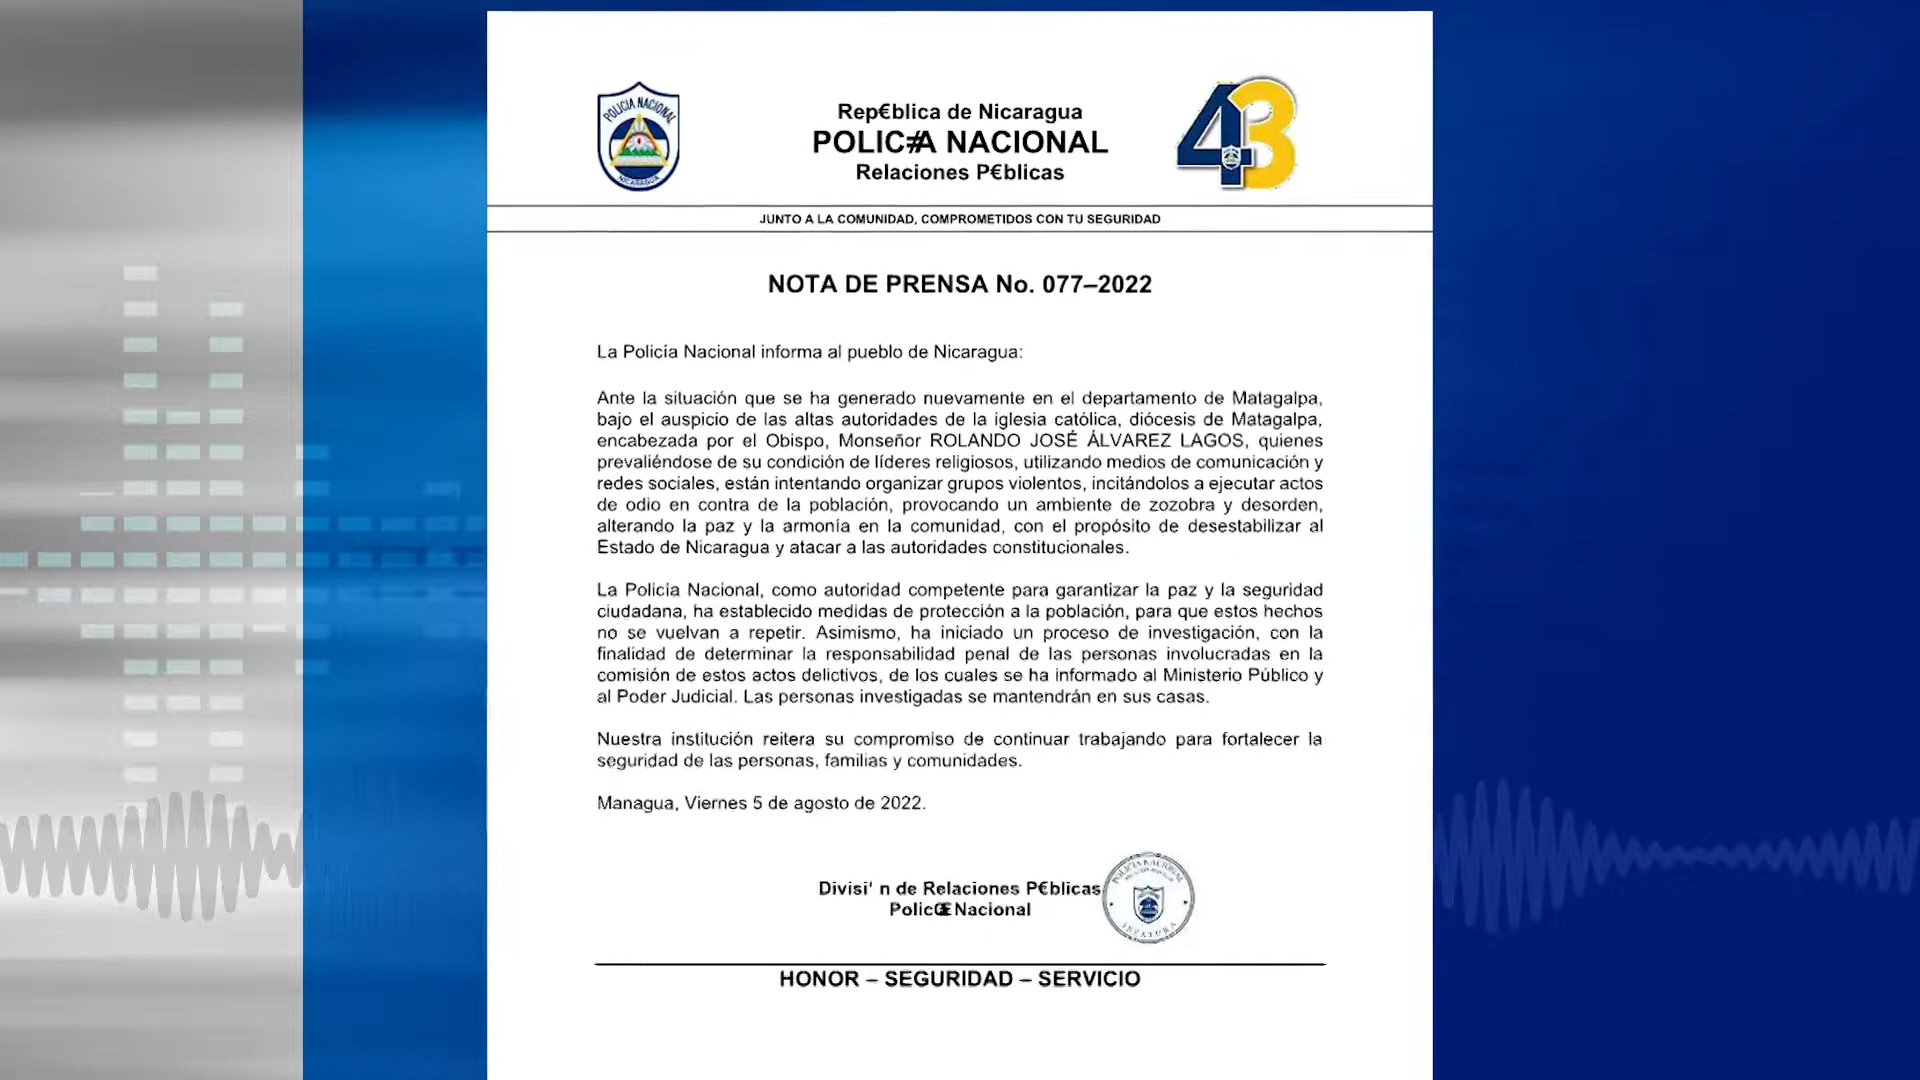 POLICIA NACIONAL
NICARAGUA
Rep€blica de Nicaragua
POLIC#A NACIONAL
Relaciones P€blicas
43
JUNTO A LA COMUNIDAD, COMPROMETIDOS CON TU SEGURIDAD
NOTA DE PRENSA No. 077–2022
La Policía Nacional informa al pueblo de Nicaragua:
Ante la situación que se ha generado nuevamente en el departamento de Matagalpa,
bajo el auspicio de las altas autoridades de la iglesia católica, diócesis de Matagalpa,
encabezada por el Obispo, Monseñor ROLANDO JOSÉ ÁLVAREZ LAGOS, quienes
prevaliéndose de su condición de líderes religiosos, utilizando medios de comunicación y
redes sociales, están intentando organizar grupos violentos, incitándolos a ejecutar actos
de odio en contra de la población, provocando un ambiente de zozobra y desorden,
alterando la paz y la armonía en la comunidad, con el propósito de desestabilizar al
Estado de Nicaragua y atacar a las autoridades constitucionales.
La Policía Nacional, como autoridad competente para garantizar la paz y la seguridad
ciudadana, ha establecido medidas de protección a la población, para que estos hechos
no se vuelvan a repetir. Asimismo, ha iniciado un proceso de investigación, con la
finalidad de determinar la responsabilidad penal de las personas involucradas en la
comisión de estos actos delictivos, de los cuales se ha informado al Ministerio Público y
al Poder Judicial. Las personas investigadas se mantendrán en sus casas.
Nuestra institución reitera su compromiso de continuar trabajando para fortalecer la
seguridad de las personas, familias y comunidades.
Managua, Viernes 5 de agosto de 2022.
Divisi' n de Relaciones P€blicas
Nacional
POLICIA NACIONAL
JEFATURA
HONOR – SEGURIDAD – SERVICIO